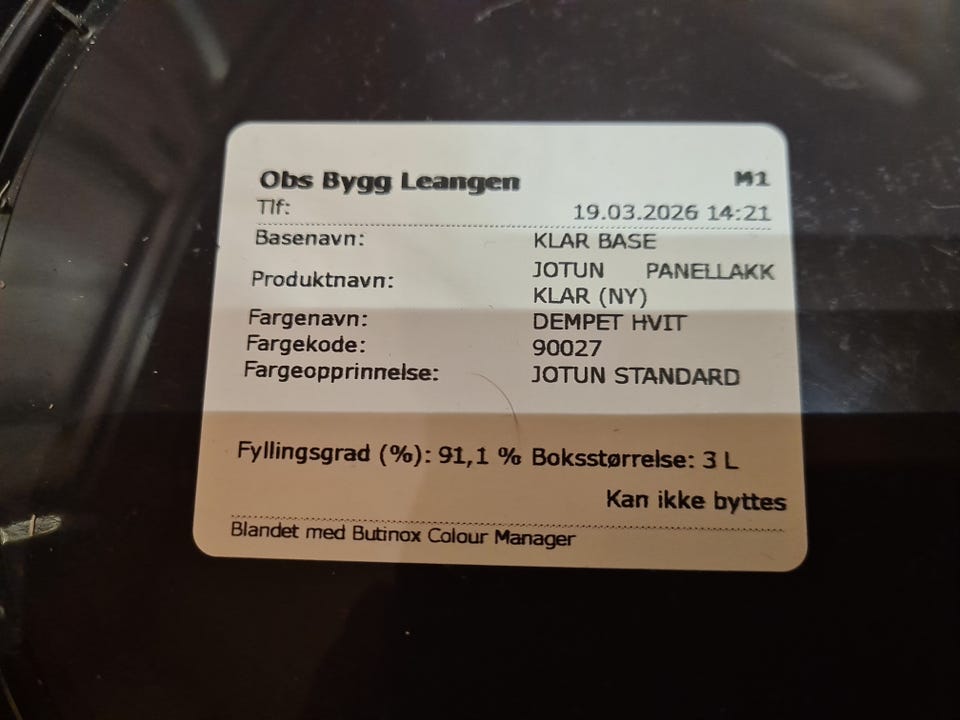 Obs Bygg Leangen M1
Tlf: 19.03.2026 14:21
Basenavn: KLAR BASE
Produktnavn: JOTUN PANELLAKK
KLAR (NY)
Fargenavn: DEMPET HVIT
Fargekode: 90027
Fargeopprinnelse: JOTUN STANDARD
Fyllingsgrad (%): 91,1 % Boksstørrelse: 3 L
Kan ikke byttes
Blandet med Butinox Colour Manager